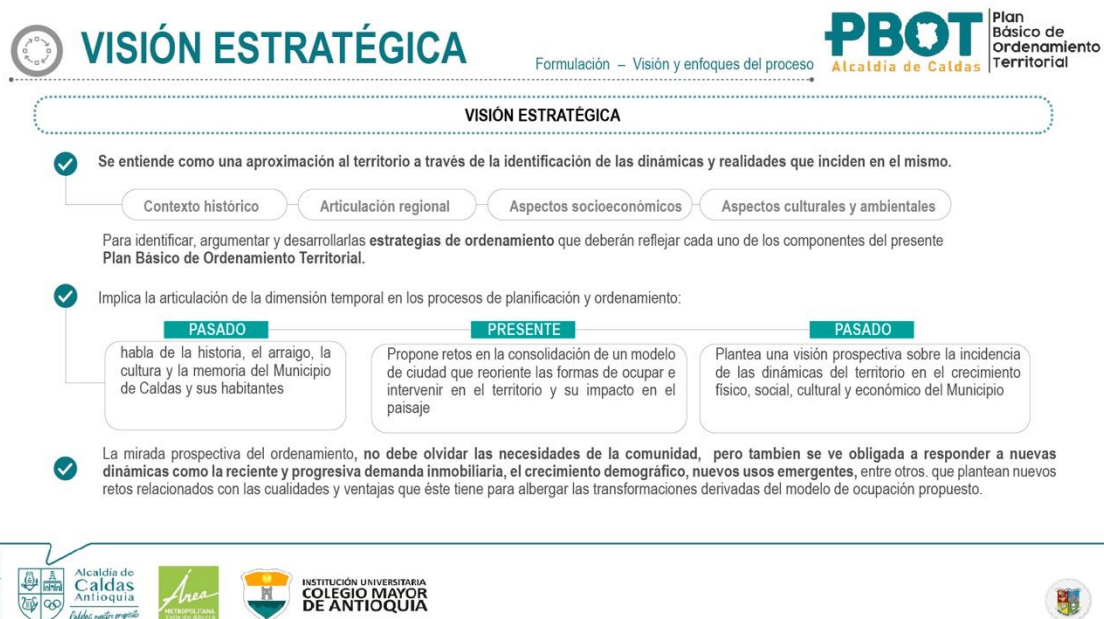 VISIÓN ESTRATÉGICA
Formulación – Visión y enfoques del proceso
PBOT
Alcaldía de Caldas
Plan
Básico de
Ordenamiento
Territorial
VISIÓN ESTRATÉGICA
Se entiende como una aproximación al territorio a través de la identificación de las dinámicas y realidades que inciden en el mismo.
Contexto histórico
Articulación regional
Aspectos socioeconómicos
Aspectos culturales y ambientales
Para identificar, argumentar y desarrollarlas estrategias de ordenamiento que deberán reflejar cada uno de los componentes del presente
Plan Básico de Ordenamiento Territorial.
Implica la articulación de la dimensión temporal en los procesos de planificación y ordenamiento:
PASADO
habla de la historia, el arraigo, la
cultura y la memoria del Municipio
de Caldas y sus habitantes
PRESENTE
Propone retos en la consolidación de un modelo
de ciudad que reoriente las formas de ocupar e
intervenir en el territorio y su impacto en el
paisaje
PASADO
Plantea una visión prospectiva sobre la incidencia
de las dinámicas del territorio en el crecimiento
físico, social, cultural y económico del Municipio
La mirada prospectiva del ordenamiento, no debe olvidar las necesidades de la comunidad, pero tambien se ve obligada a responder a nuevas
dinámicas como la reciente y progresiva demanda inmobiliaria, el crecimiento demográfico, nuevos usos emergentes, entre otros. que plantean nuevos
retos relacionados con las cualidades y ventajas que éste tiene para albergar las transformaciones derivadas del modelo de ocupación propuesto.
Alcaldía de
Caldas
Antioquia
Caldas nuestro propósito
Área
METROPOLITANA
INSTITUCIÓN UNIVERSITARIA
COLEGIO MAYOR
DE ANTIOQUIA